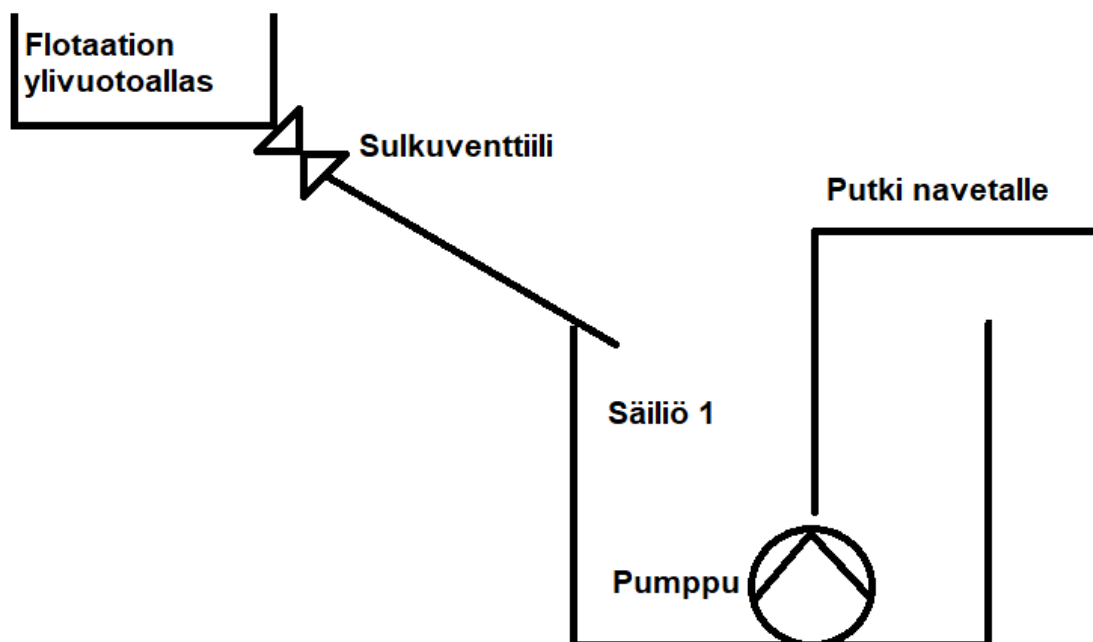 Flotaation
ylivuotoallas
Sulkuventtiili
Putki navetalle
Säiliö 1
Pumppu